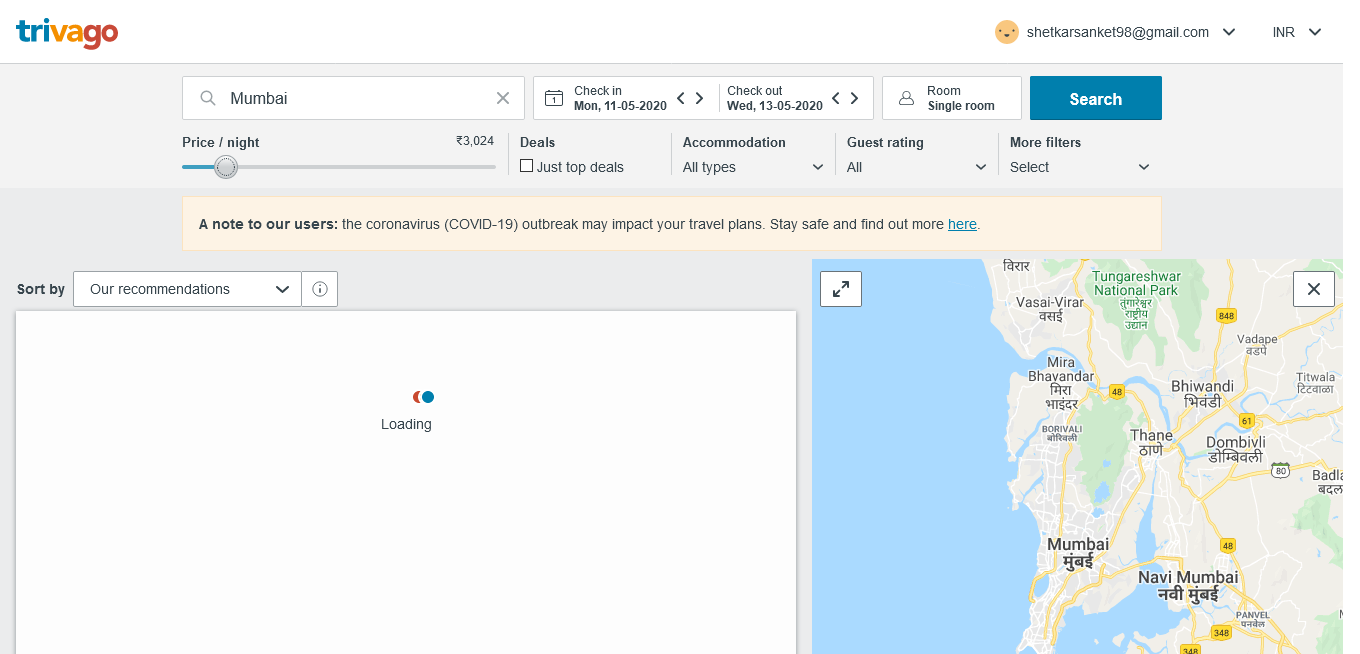 trivago
shetkarsanket98@gmail.com
INR
Mumbai
Check in
Mon, 11-05-2020
Check out
Wed, 13-05-2020
Room
Single room
Search
Price / night
₹3,024
Deals
Just top deals
Accommodation
All types
Guest rating
All
More filters
Select
A note to our users: the coronavirus (COVID-19) outbreak may impact your travel plans. Stay safe and find out more here.
Sort by
Our recommendations
Loading
विरार
Tungareshwar
National Park
तुंगारेश्वर
राष्ट्रीय
उद्यान
Vasai-Virar
वसई
848
Vadape
वडपे
Mira
Bhavandar
मिरा
भाइंदर
48
Titwala
टिटवाळा
Bhiwandi
भिवंडी
61
BORIVALI
बोरिवली
Thane
ठाणे
Dombivli
डोम्बिवली
80
Badla
बदल
Mumbai
मुंबई
48
Navi Mumbai
नवी मुंबई
PANVEL
पनवेल
348
348